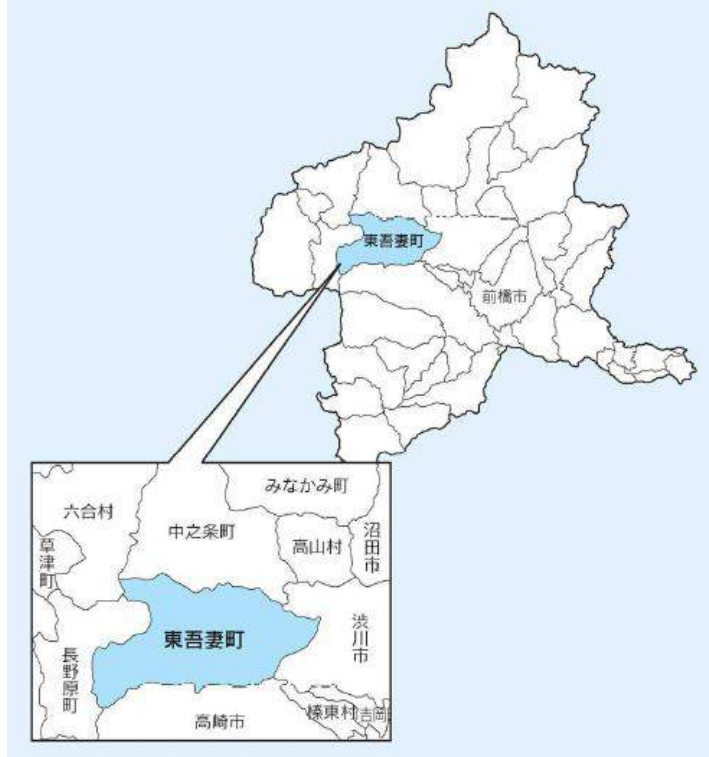 東吾妻町
前橋市
みなかみ町
六合村
中之条町
高山村
沼田市
草津町
東吾妻町
渋川市
長野原町
榛東村
吉岡
高崎市